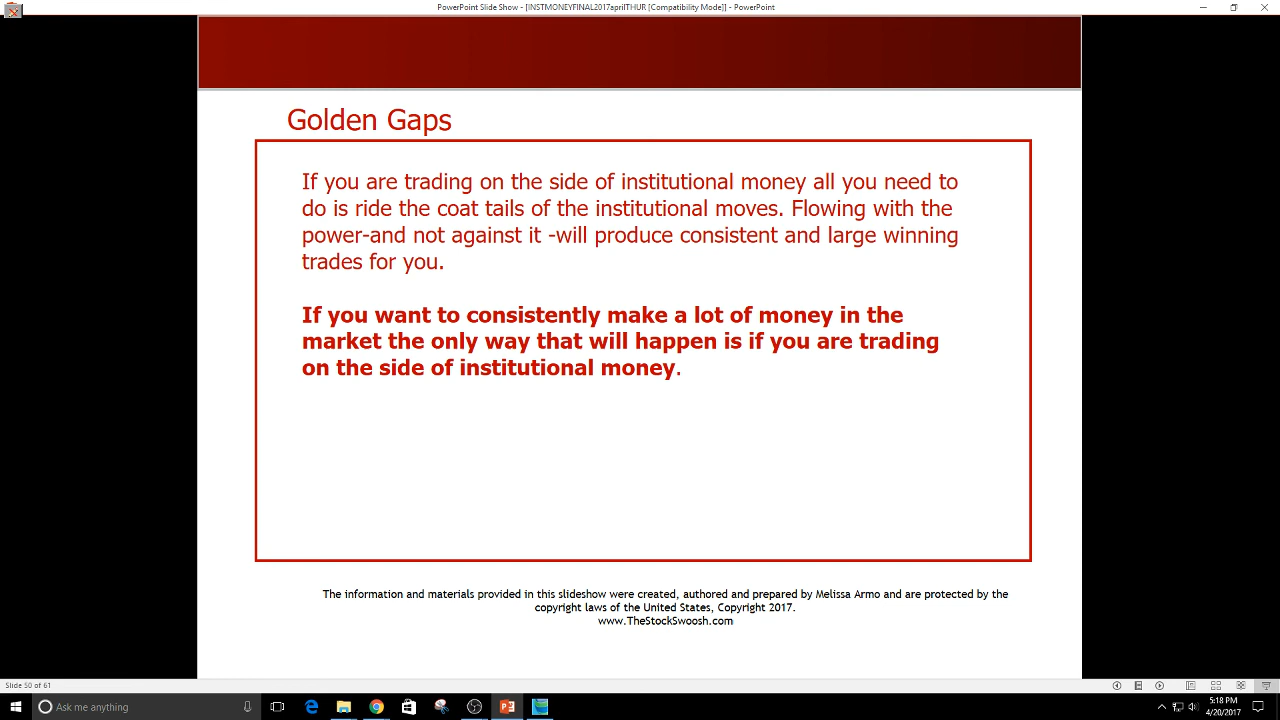 PowerPoint Slide Show - [INSTMONEYFINAL2017aprilTHUR [Compatibility Mode]] - PowerPoint
Golden Gaps
If you are trading on the side of institutional money all you need to
do is ride the coat tails of the institutional moves. Flowing with the
power-and not against it -will produce consistent and large winning
trades for you.
If you want to consistently make a lot of money in the
market the only way that will happen is if you are trading
on the side of institutional money.
The information and materials provided in this slideshow were created, authored and prepared by Melissa Armo and are protected by the
copyright laws of the United States, Copyright 2017.
www.TheStockSwoosh.com
Slide 50 of 61
Ask me anything
5:18 PM
4/20/2017